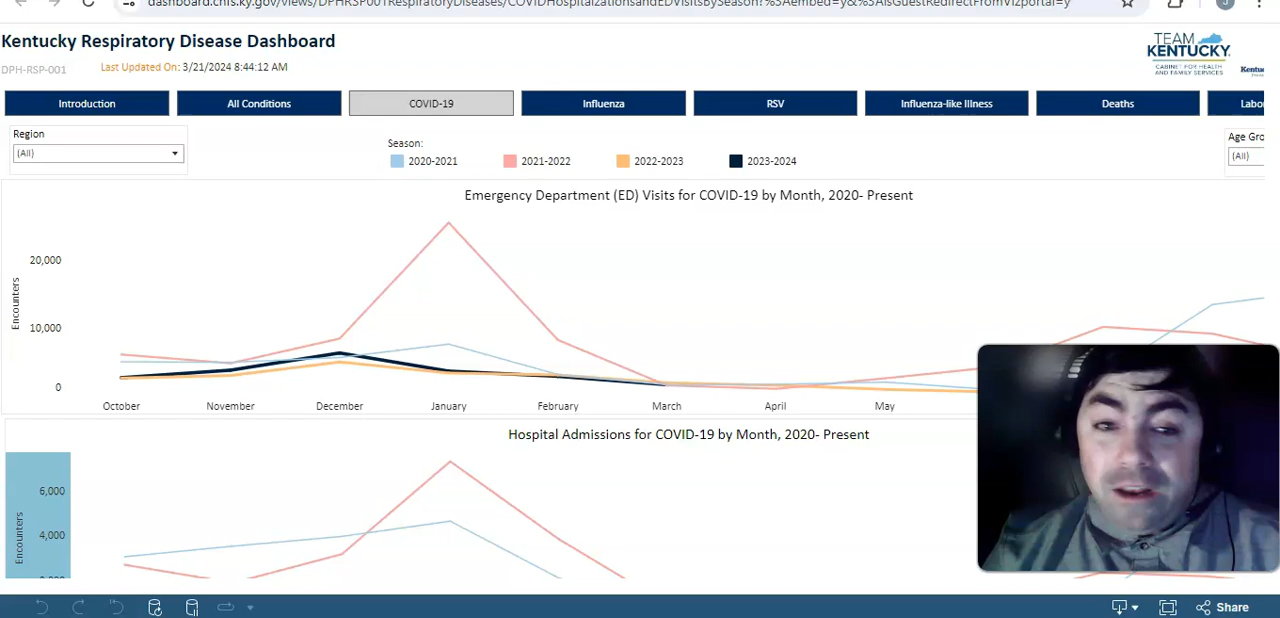 dashboard.chfs.ky.gov/views/DPHRSP001RespiratoryDiseases/COVIDHospitalizationsandEDVisitsBySeason?%3Aembed=y&%3AisGuestRedirectFromVizportal=y
J
Kentucky Respiratory Disease Dashboard
DPH-RSP-001
Last Updated On: 3/21/2024 8:44:12 AM
TEAM
KENTUCKY.
CABINET FOR HEALTH
AND FAMILY SERVICES
Kentuc
Introduction
All Conditions
COVID-19
Influenza
RSV
Influenza-like Illness
Deaths
Labo
Region
(All)
Season:
2020-2021
2021-2022
2022-2023
2023-2024
Age Gro
(All)
Emergency Department (ED) Visits for COVID-19 by Month, 2020- Present
Encounters
20,000
10,000
0
October
November
December
January
February
March
April
May
Hospital Admissions for COVID-19 by Month, 2020- Present
Encounters
6,000
4,000
Share